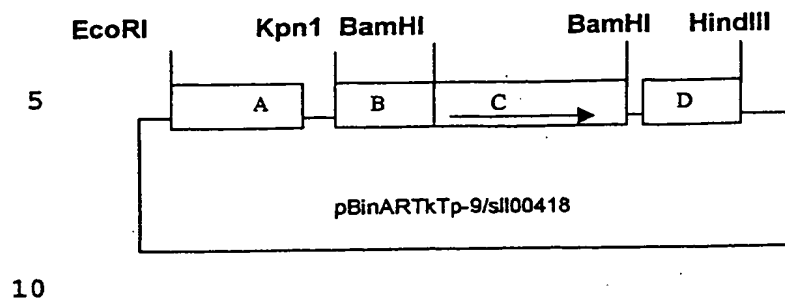 EcoRI Kpn1 BamHI BamHI HindIII
5 A B C D
pBinARTkTp-9/sll00418
10